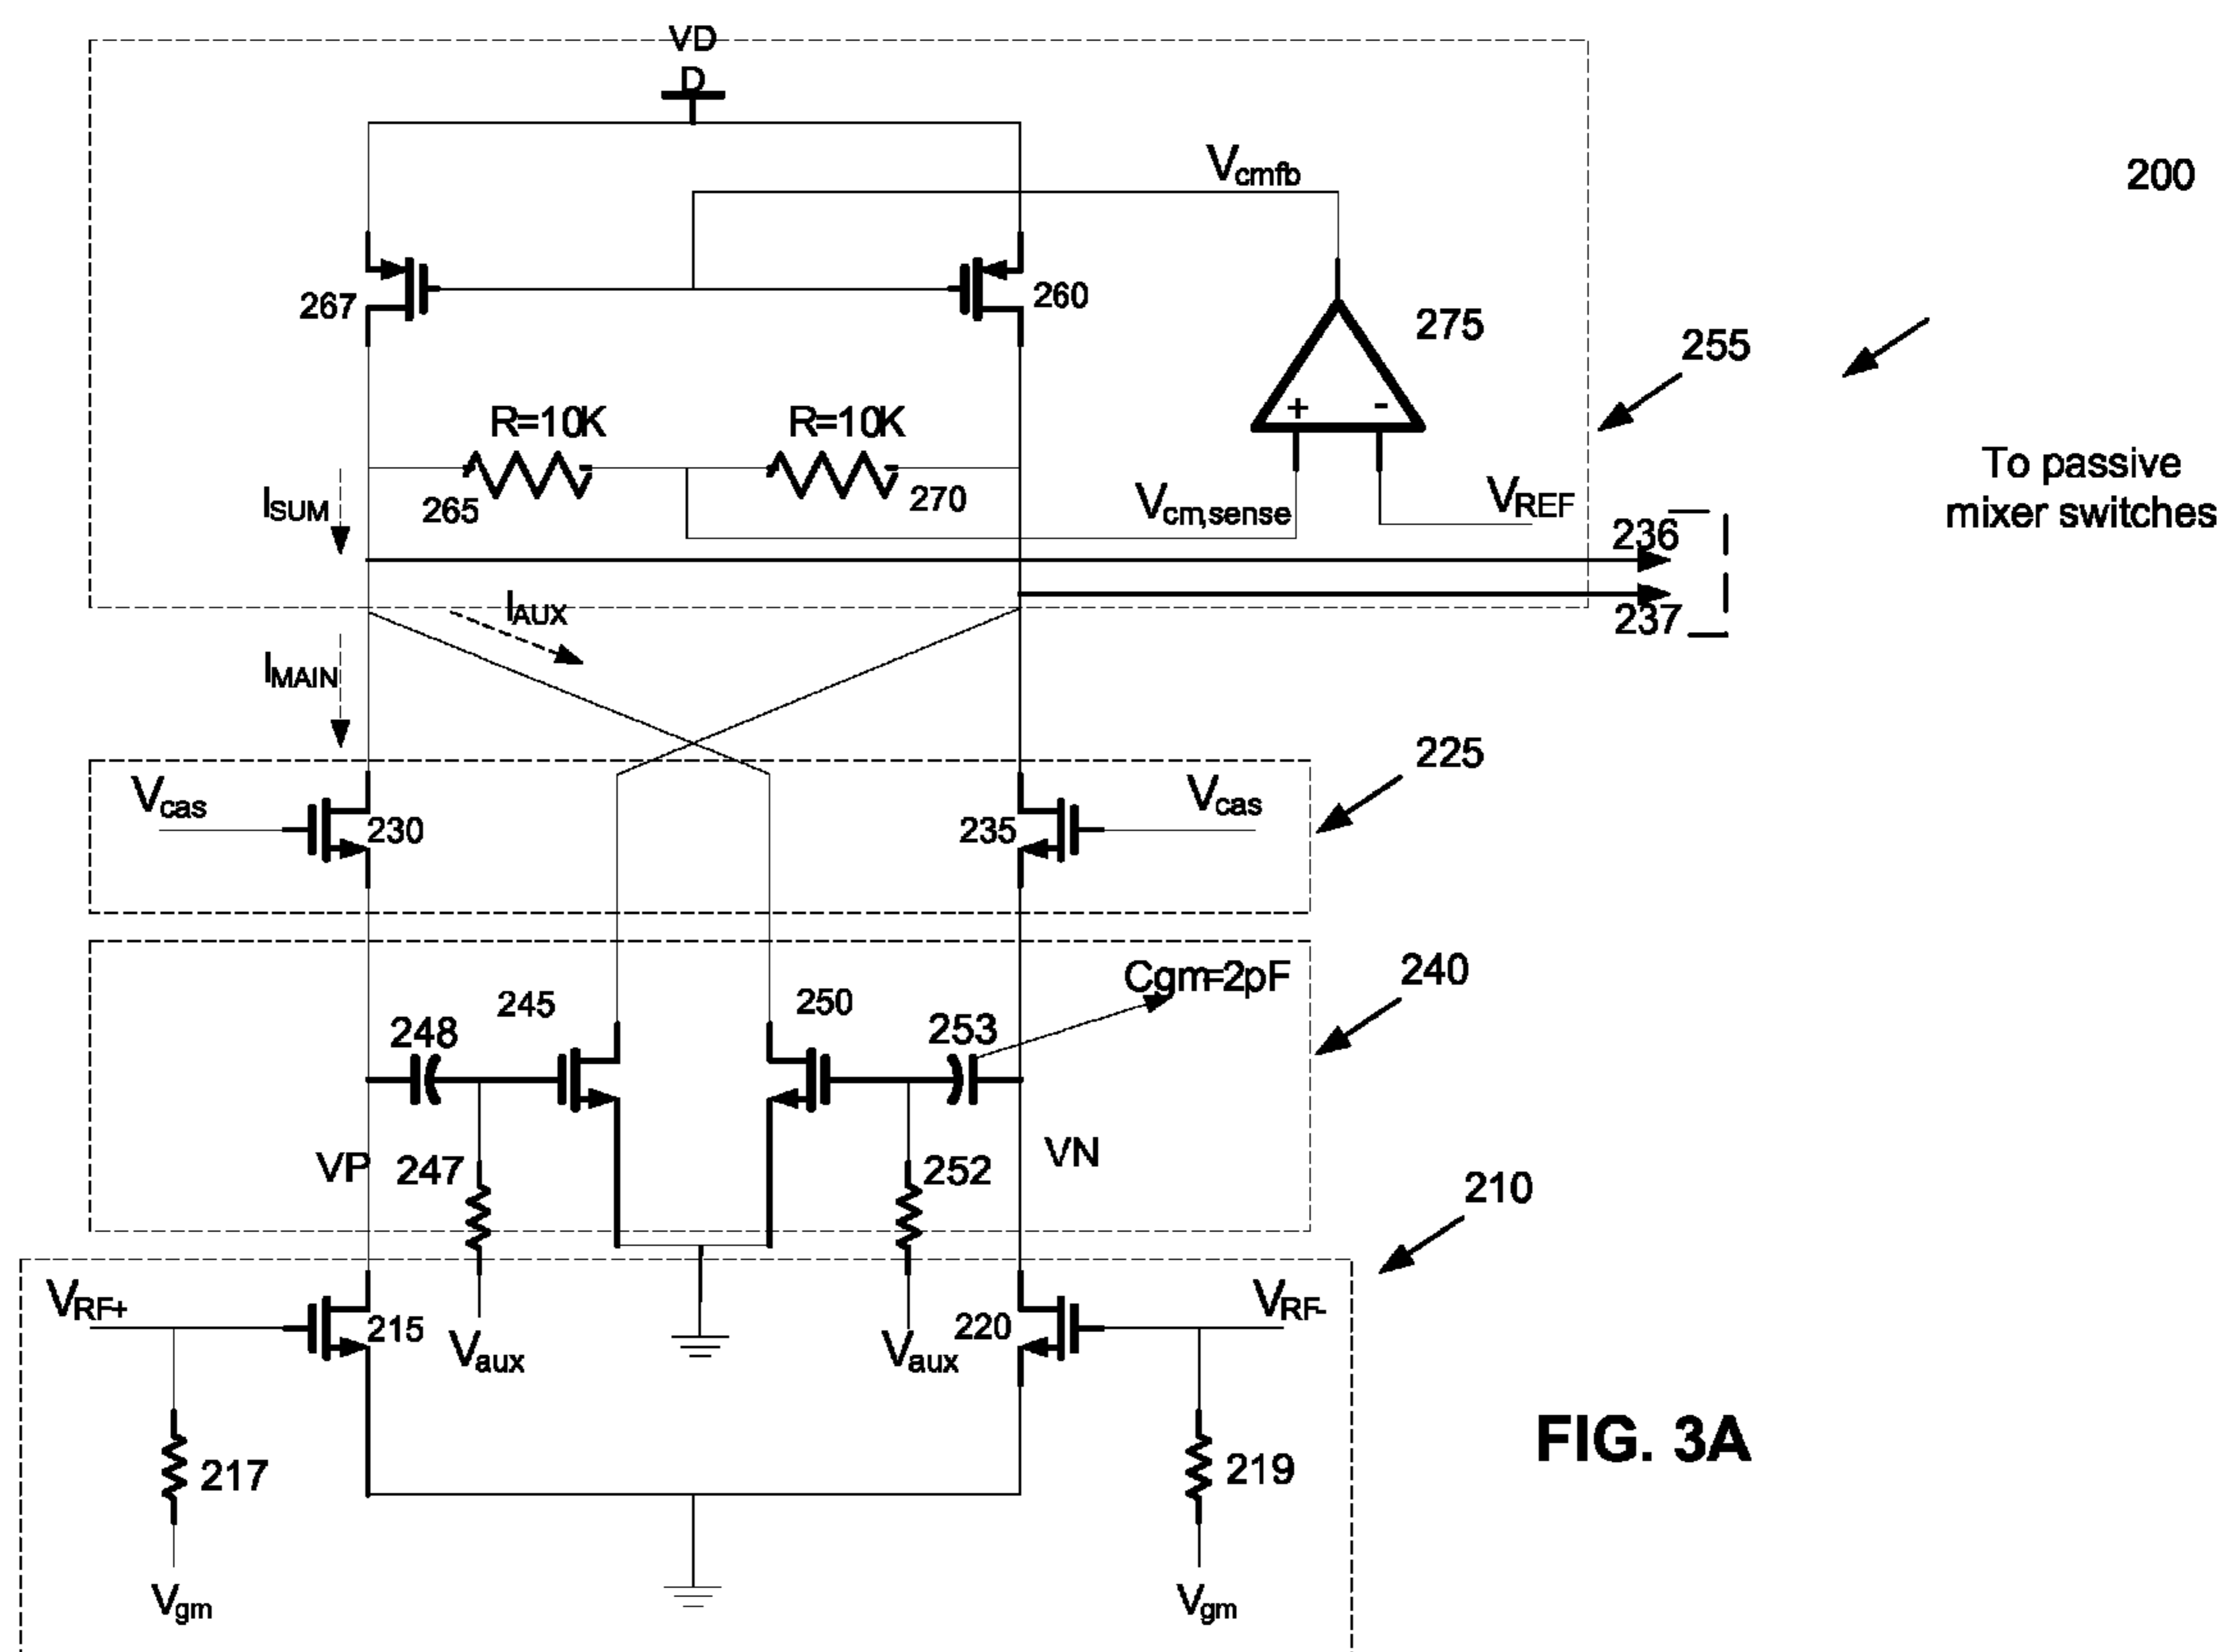 VD
D
Vcmfb
200
267
260
275
255
R=10K
R=10K
To passive
mixer switches
ISUM
265
270
Vcm,sense
VREF
+
-
236
237
IAUX
IMAIN
225
Vcas
230
235
Vcas
240
Cgm=2pF
245
250
248
253
VP
247
252
VN
210
VRF+
215
Vaux
Vaux
220
VRF-
217
219
FIG. 3A
Vgm
Vgm